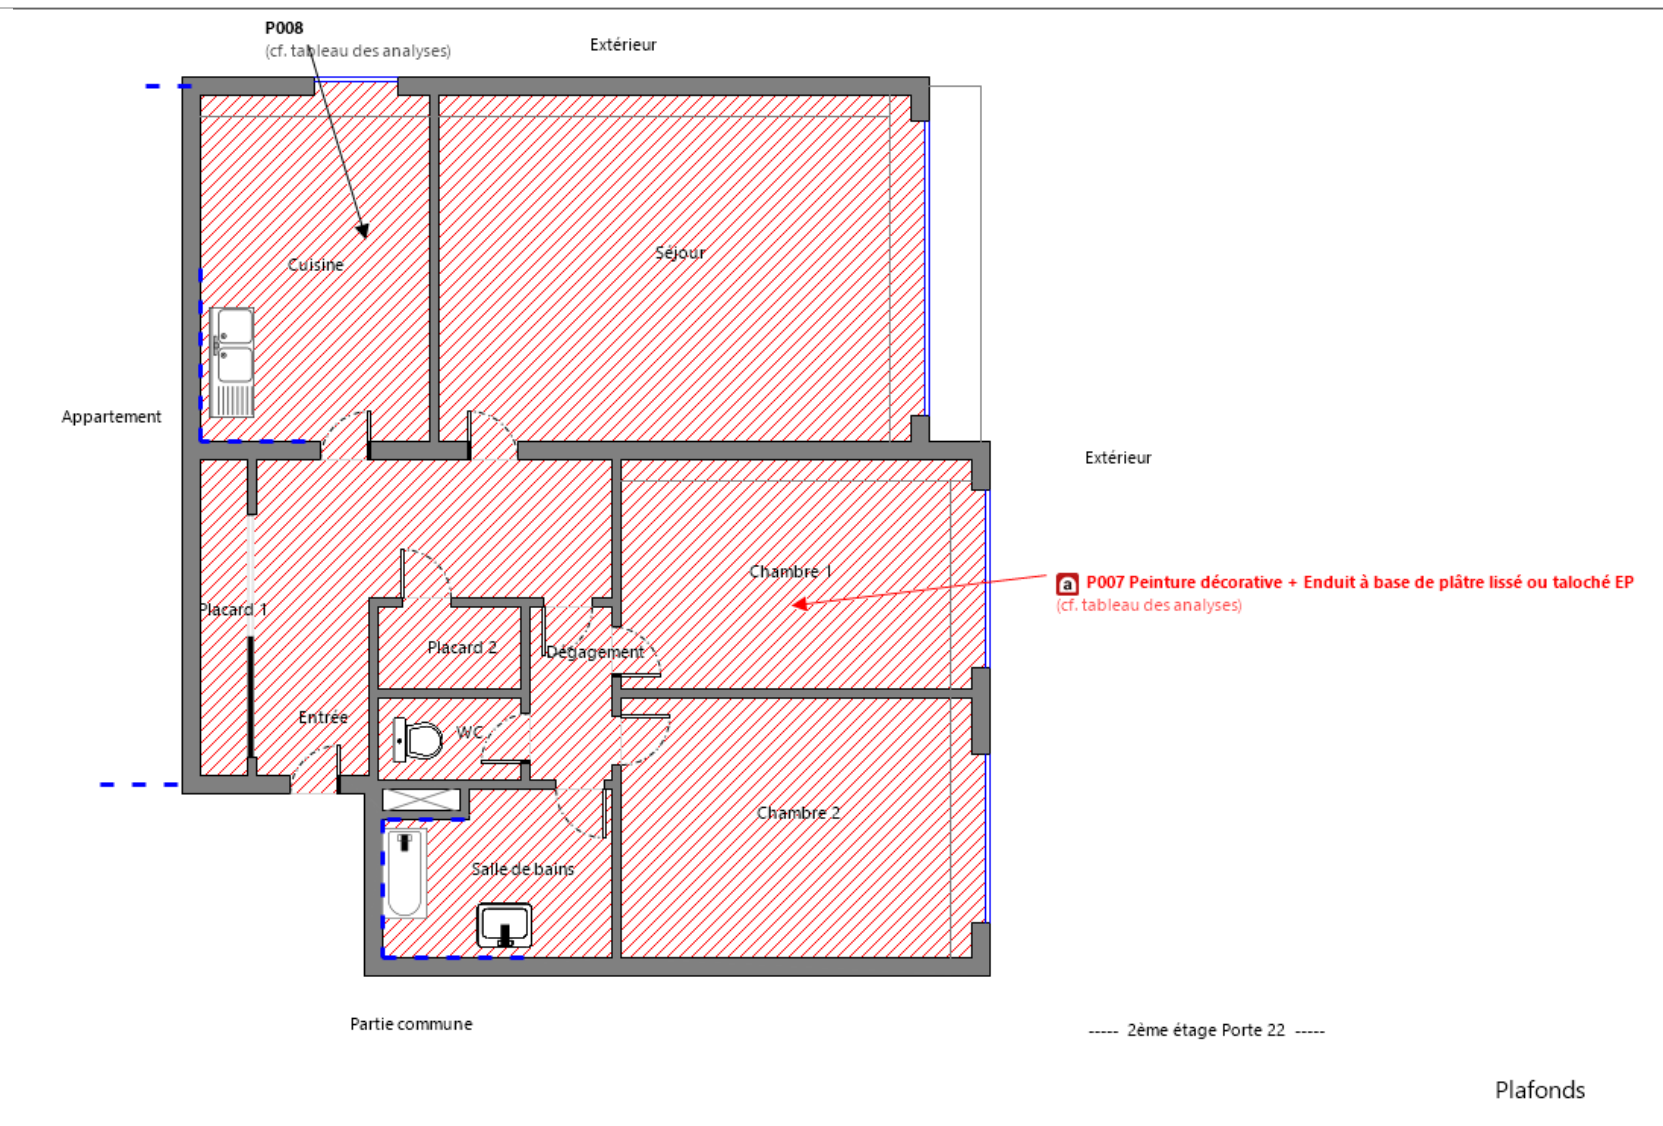 P008
(cf. tableau des analyses)
Extérieur
Cuisine
Séjour
Appartement
Extérieur
Chambre 1
a P007 Peinture décorative + Enduit à base de plâtre lissé ou taloché EP
(cf. tableau des analyses)
Placard 1
Placard 2
Dégagement
Entrée
WC
Chambre 2
Salle de bains
Partie commune
----- 2ème étage Porte 22 -----
Plafonds